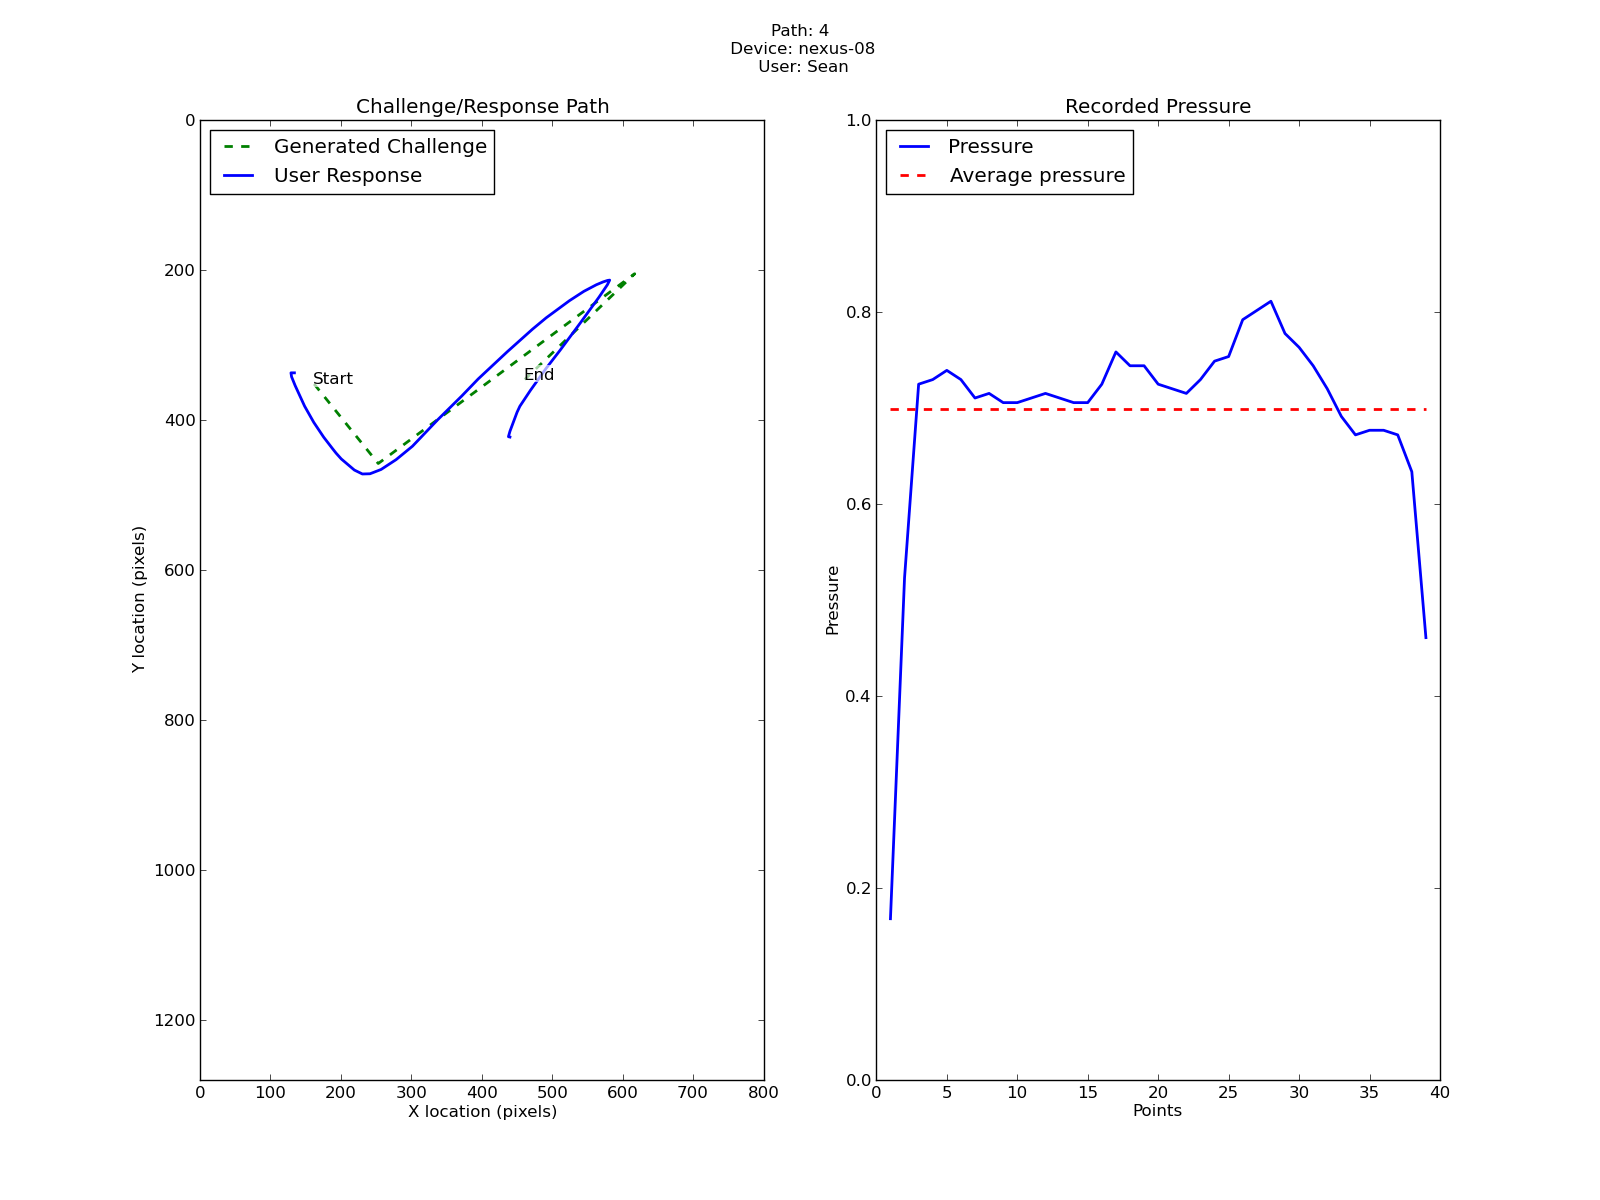 Path: 4
Device: nexus-08
User: Sean
Challenge/Response Path
Generated Challenge
User Response
Start
End
0
200
400
600
800
1000
1200
Y location (pixels)
0 100 200 300 400 500 600 700 800
X location (pixels)
Recorded Pressure
Pressure
Average pressure
1.0
0.8
0.6
0.4
0.2
0.0
Pressure
0 5 10 15 20 25 30 35 40
Points